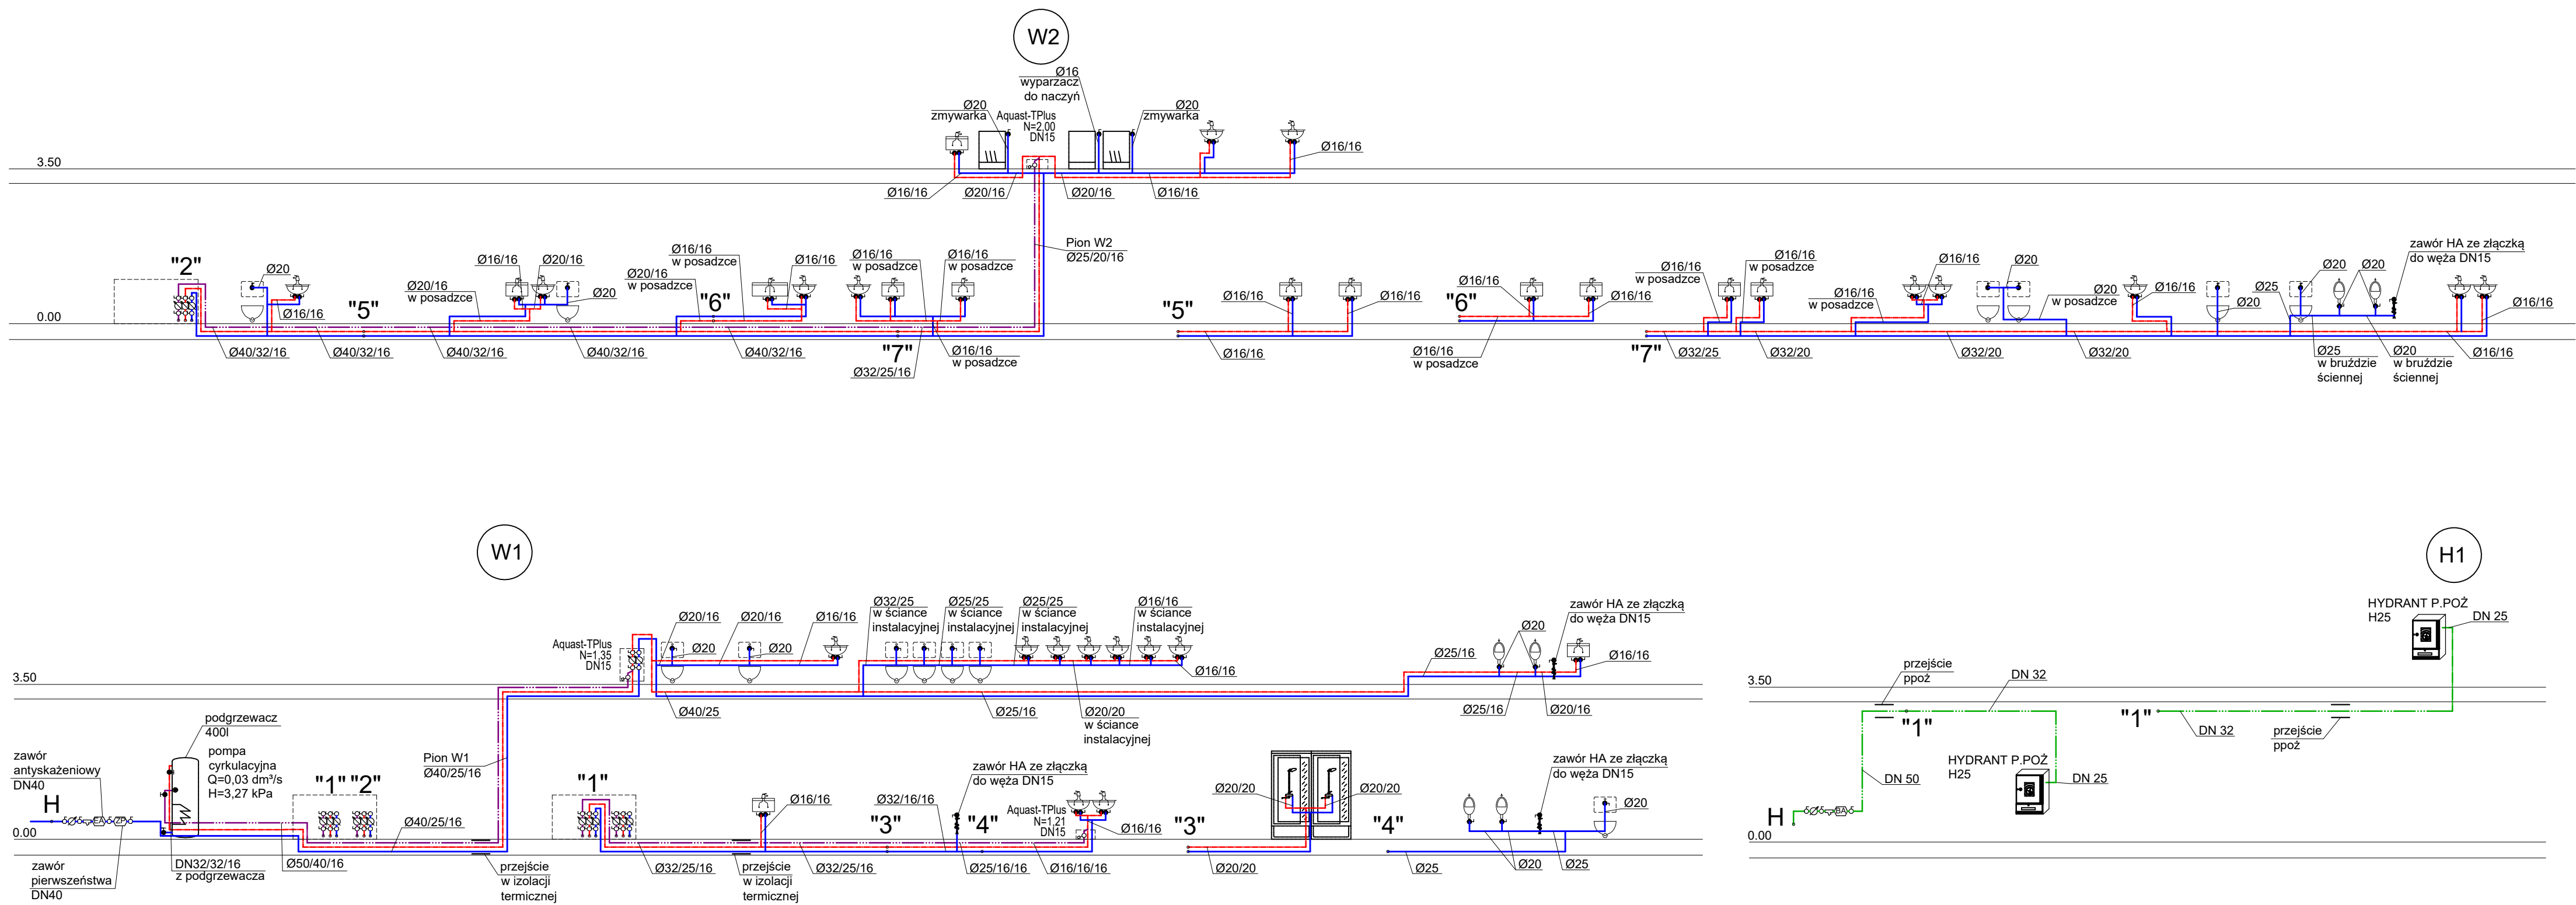 W2
Ø16
wyparzacz
do naczyń
Ø20
zmywarka
Aquast-TPlus
N=2,00
DN15
Ø20
zmywarka
Ø16/16
3.50
Ø16/16
Ø20/16
Ø20/16
Ø16/16
Pion W2
Ø25/20/16
"2"
Ø20
Ø16/16
"5"
Ø20/16
w posadzce
Ø16/16
Ø20/16
Ø20
Ø20/16
w posadzce
Ø16/16
w posadzce
"6"
Ø16/16
Ø16/16
w posadzce
Ø16/16
w posadzce
"5"
Ø16/16
Ø16/16
Ø16/16
"6"
Ø16/16
Ø16/16
w posadzce
Ø16/16
w posadzce
Ø16/16
w posadzce
Ø16/16
Ø20
Ø20
w posadzce
Ø16/16
Ø20
Ø25
Ø20
Ø20
zawór HA ze złączką
do węża DN15
Ø16/16
0.00
Ø40/32/16
Ø40/32/16
Ø40/32/16
Ø40/32/16
Ø40/32/16
"7"
Ø32/25/16
Ø16/16
w posadzce
Ø16/16
Ø16/16
w posadzce
"7"
Ø32/25
Ø32/20
Ø32/20
Ø32/20
Ø25
w bruździe
ściennej
Ø20
w bruździe
ściennej
Ø16/16
W1
Aquast-TPlus
N=1,35
DN15
Ø20/16
Ø20
Ø20/16
Ø20
Ø16/16
Ø32/25
w ściance
instalacyjnej
Ø25/25
w ściance
instalacyjnej
Ø25/25
w ściance
instalacyjnej
Ø16/16
w ściance
instalacyjnej
Ø16/16
Ø25/16
Ø20
zawór HA ze złączką
do węża DN15
Ø16/16
3.50
Ø40/25
Ø25/16
Ø20/20
w ściance
instalacyjnej
Ø25/16
Ø20/16
podgrzewacz
400l
pompa
cyrkulacyjna
Q=0,03 dm³/s
H=3,27 kPa
zawór
antyskażeniowy
DN40
H
EA
ZP
"1"
"2"
Pion W1
Ø40/25/16
Ø40/25/16
"1"
Ø16/16
Ø32/16/16
"3"
zawór HA ze złączką
do węża DN15
"4"
Aquast-TPlus
N=1,21
DN15
Ø16/16
"3"
Ø20/20
Ø20/20
"4"
zawór HA ze złączką
do węża DN15
Ø20
0.00
zawór
pierwszeństwa
DN40
DN32/32/16
z podgrzewacza
Ø50/40/16
przejście
w izolacji
termicznej
Ø32/25/16
przejście
w izolacji
termicznej
Ø32/25/16
Ø25/16/16
Ø16/16/16
Ø20/20
Ø25
Ø20
Ø25
H1
HYDRANT P.POŻ
H25
DN 25
przejście
ppoż
DN 32
3.50
"1"
"1"
DN 32
przejście
ppoż
HYDRANT P.POŻ
H25
DN 25
DN 50
H
BA
0.00